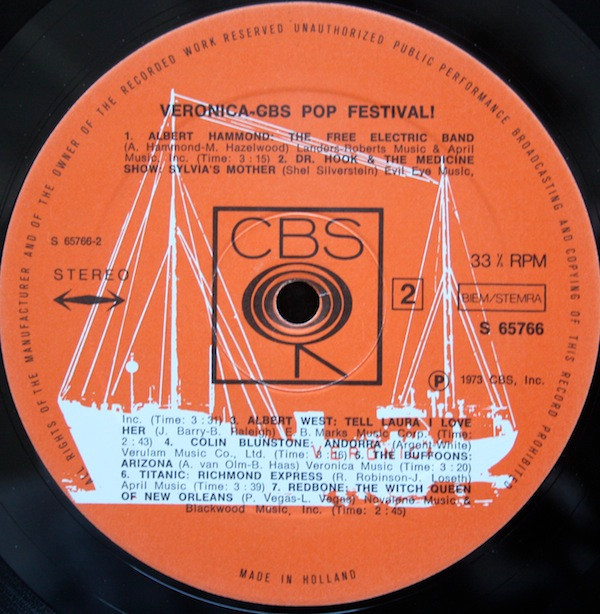 ALL RIGHTS OF THE MANUFACTURER AND OF THE OWNER OF THE RECORDED WORK RESERVED UNAUTHORIZED PUBLIC PERFORMANCE BROADCASTING AND COPYING OF THIS RECORD PROHIBITED
VERONICA-CBS POP FESTIVAL!
1. ALBERT HAMMOND: THE FREE ELECTRIC BAND
(A. Hammond-M. Hazelwood) Landers-Roberts Music & April
Music, Inc. (Time: 3 : 15) 2. DR. HOOK & THE MEDICINE
SHOW: SYLVIA'S MOTHER (Shel Silverstein) Evil Eye Music,
CBS
S 65766-2
STEREO
33⅓ RPM
2
BIEM/STEMRA
S 65766
P 1973 CBS, Inc.
Inc. (Time: 3 : 31) 3. ALBERT WEST: TELL LAURA I LOVE
HER (J. Barry-B. Raleigh) E. B. Marks Music Corp. (Time:
2 : 43) 4. COLIN BLUNSTONE: ANDORRA (Argent-White)
Verulam Music Co., Ltd. (Time: 16) 5. THE BUFFOONS:
ARIZONA (A. van Olm-B. Haas) Veronica Music (Time: 3 : 20)
6. TITANIC: RICHMOND EXPRESS (R. Robinson-J. Loseth)
April Music (Time: 3 : 39) 7. REDBONE: THE WITCH QUEEN
OF NEW ORLEANS (P. Vegas-L. Vegas) Novalene Music &
Blackwood Music, Inc. (Time: 2 : 45)
MADE IN HOLLAND